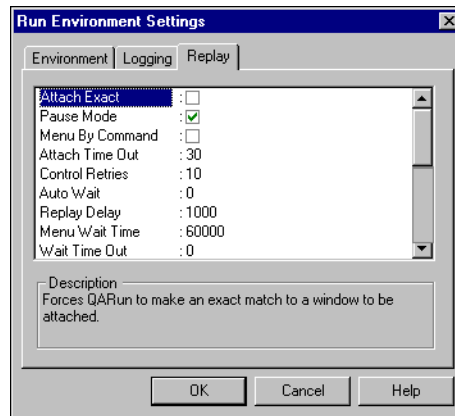 Run Environment Settings
Environment Logging Replay
Attach Exact :
Pause Mode :
Menu By Command :
Attach Time Out : 30
Control Retries : 10
Auto Wait : 0
Replay Delay : 1000
Menu Wait Time : 60000
Wait Time Out : 0
Description
Forces QARun to make an exact match to a window to be
attached.
OK Cancel Help